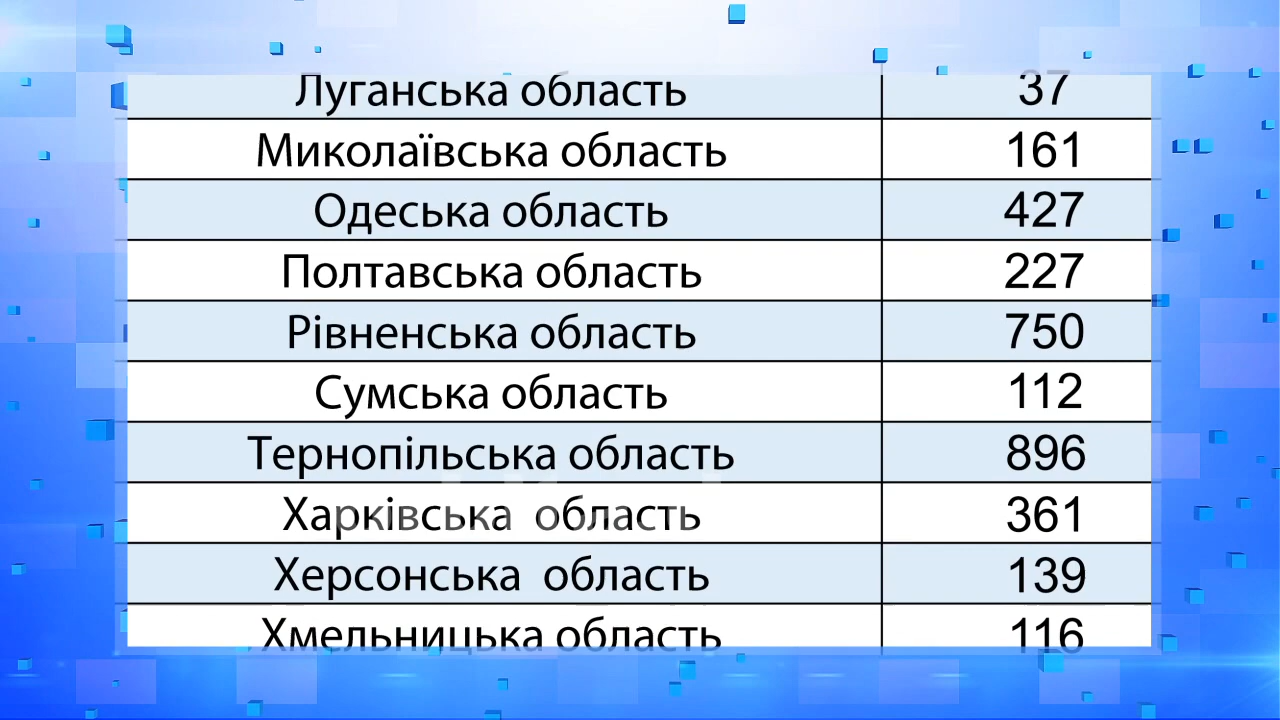 Луганська область 37
Миколаївська область 161
Одеська область 427
Полтавська область 227
Рівненська область 750
Сумська область 112
Тернопільська область 896
Харківська область 361
Херсонська область 139
Хмельницька область 116